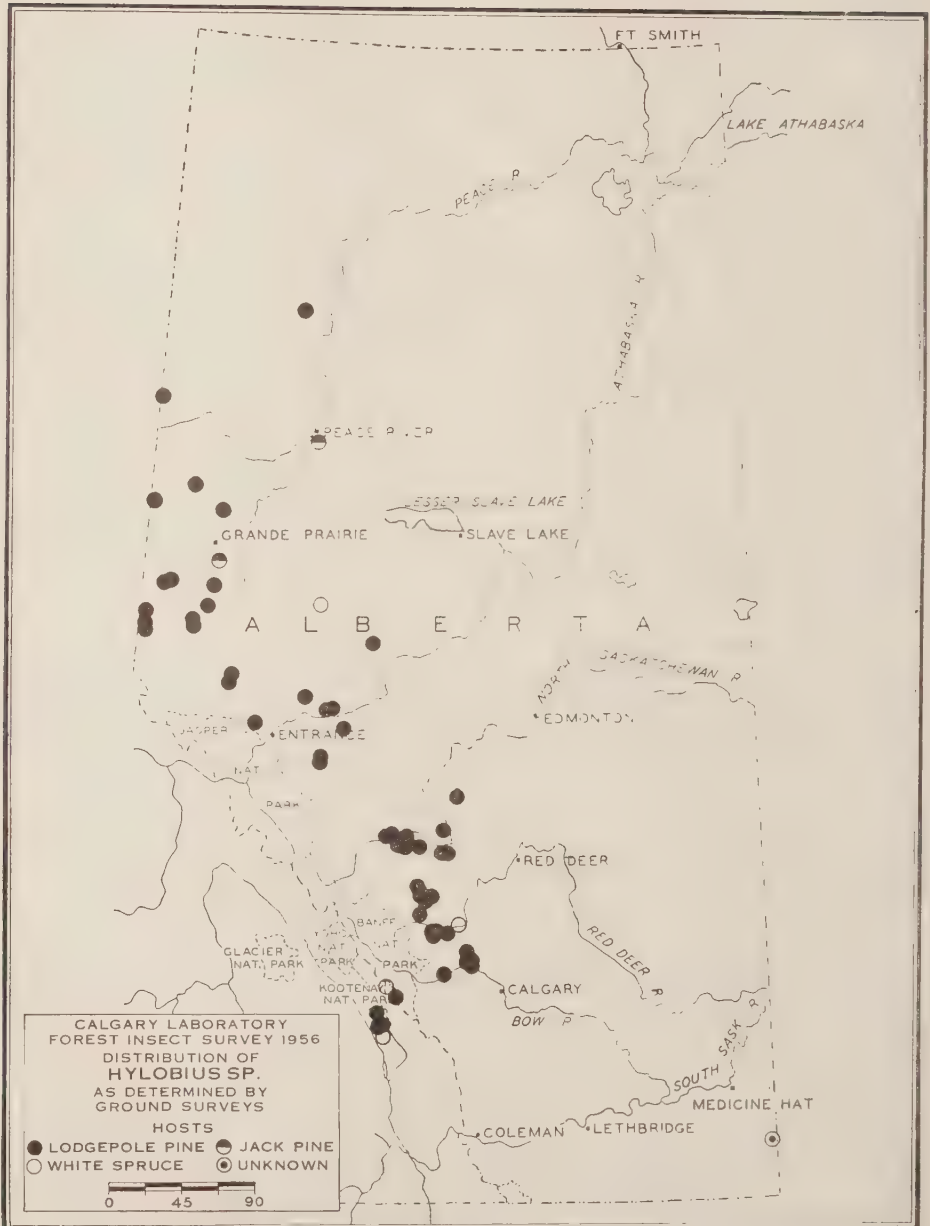 FT SMITH
LAKE ATHABASKA
PEACE R
ATHABASKA R
PEACE RIVER
LESSER SLAVE LAKE
SLAVE LAKE
GRANDE PRAIRIE
A L B E R T A
NORTH SASKATCHEWAN R
EDMONTON
JASPER
NAT
PARK
ENTRANCE
RED DEER
RED DEER R
BANFF
NAT
PARK
NAT
PARK
GLACIER
NAT. PARK
KOOTENAY
NAT PARK
CALGARY
BOW R
SOUTH SASK R
MEDICINE HAT
COLEMAN
LETHBRIDGE
CALGARY LABORATORY
FOREST INSECT SURVEY 1956
DISTRIBUTION OF
HYLOBIUS SP.
AS DETERMINED BY
GROUND SURVEYS
HOSTS
LODGEPOLE PINE JACK PINE
WHITE SPRUCE UNKNOWN
0 45 90